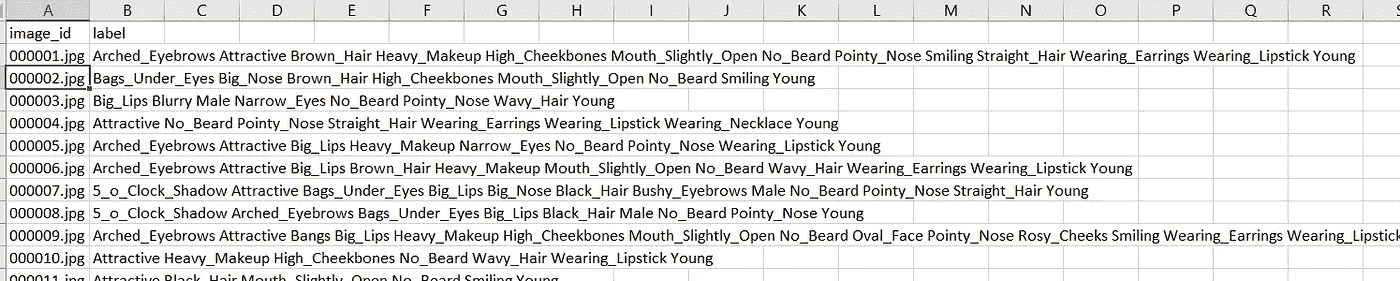 A B C D E F G H I J K L M N O P Q R
image_id label
000001.jpg Arched_Eyebrows Attractive Brown_Hair Heavy_Makeup High_Cheekbones Mouth_Slightly_Open No_Beard Pointy_Nose Smiling Straight_Hair Wearing_Earrings Wearing_Lipstick Young
000002.jpg Bags_Under_Eyes Big_Nose Brown_Hair High_Cheekbones Mouth_Slightly_Open No_Beard Smiling Young
000003.jpg Big_Lips Blurry Male Narrow_Eyes No_Beard Pointy_Nose Wavy_Hair Young
000004.jpg Attractive No_Beard Pointy_Nose Straight_Hair Wearing_Earrings Wearing_Lipstick Wearing_Necklace Young
000005.jpg Arched_Eyebrows Attractive Big_Lips Heavy_Makeup Narrow_Eyes No_Beard Pointy_Nose Wearing_Lipstick Young
000006.jpg Arched_Eyebrows Attractive Big_Lips Brown_Hair Heavy_Makeup Mouth_Slightly_Open No_Beard Wavy_Hair Wearing_Earrings Wearing_Lipstick Young
000007.jpg 5_o_Clock_Shadow Attractive Bags_Under_Eyes Big_Lips Big_Nose Black_Hair Bushy_Eyebrows Male No_Beard Pointy_Nose Straight_Hair Young
000008.jpg 5_o_Clock_Shadow Arched_Eyebrows Bags_Under_Eyes Big_Lips Black_Hair Male No_Beard Pointy_Nose Young
000009.jpg Arched_Eyebrows Attractive Bangs Big_Lips Heavy_Makeup High_Cheekbones Mouth_Slightly_Open No_Beard Oval_Face Pointy_Nose Rosy_Cheeks Smiling Wearing_Earrings Wearing_Lipstick
000010.jpg Attractive Heavy_Makeup High_Cheekbones No_Beard Wavy_Hair Wearing_Lipstick Young
000011.jpg Attractive Black_Hair Mouth_Slightly_Open No_Beard Smiling Young